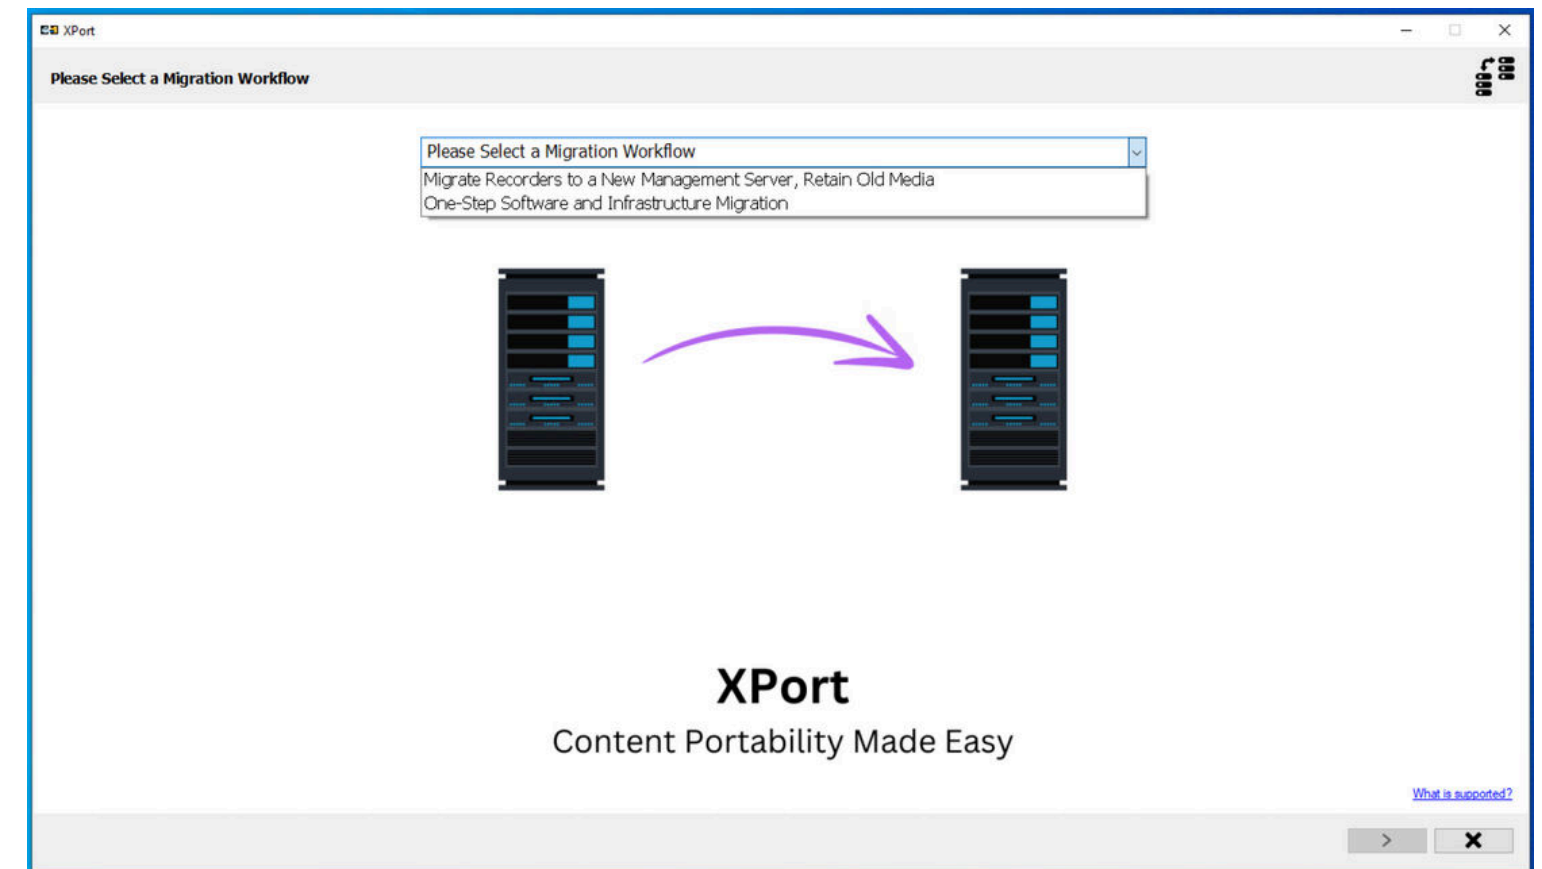 XPort
Please Select a Migration Workflow
Please Select a Migration Workflow
Migrate Recorders to a New Management Server, Retain Old Media
One-Step Software and Infrastructure Migration
XPort
Content Portability Made Easy
What is supported?